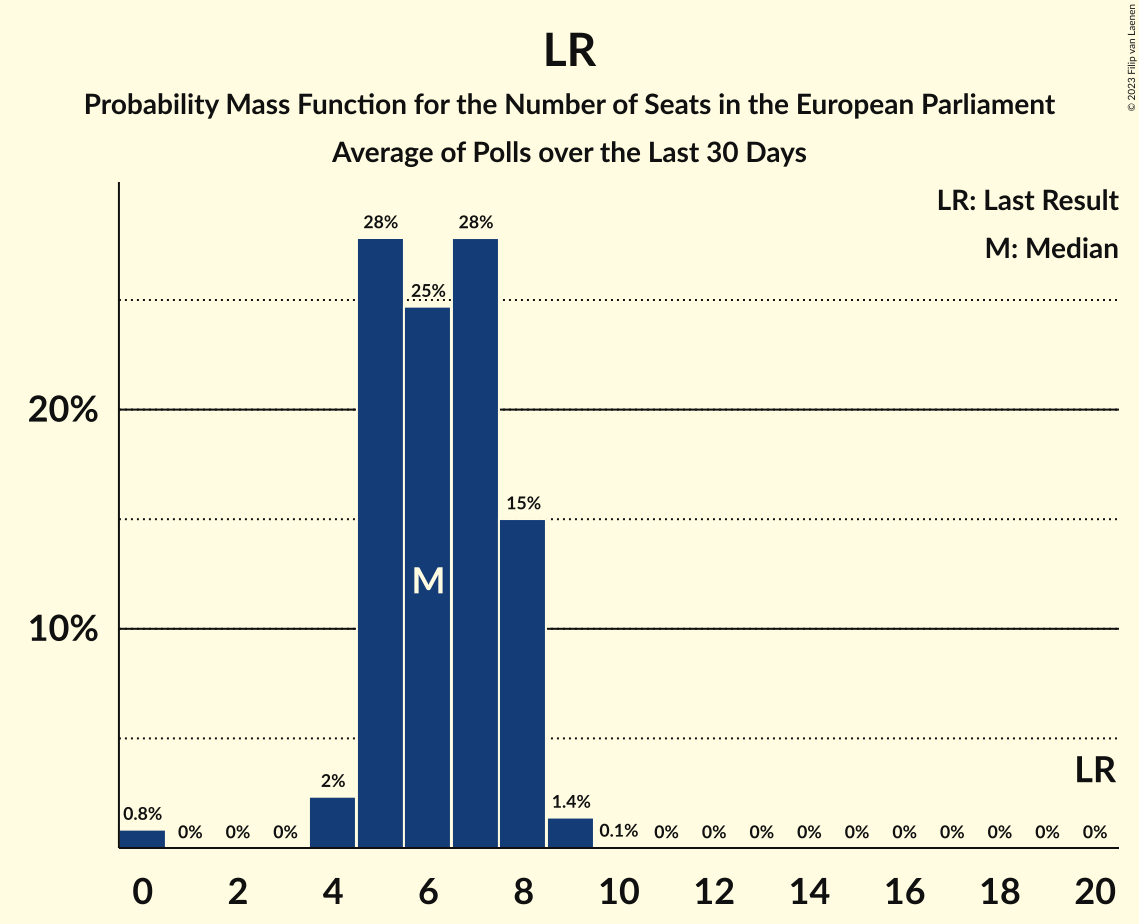 LR
Probability Mass Function for the Number of Seats in the European Parliament
Average of Polls over the Last 30 Days
© 2023 Filip van Laenen
LR: Last Result
M: Median
28%
28%
25%
20%
15%
M
10%
LR
2%
1.4%
0.8%
0% 0% 0% 0.1% 0% 0% 0% 0% 0% 0% 0% 0% 0% 0%
0 2 4 6 8 10 12 14 16 18 20